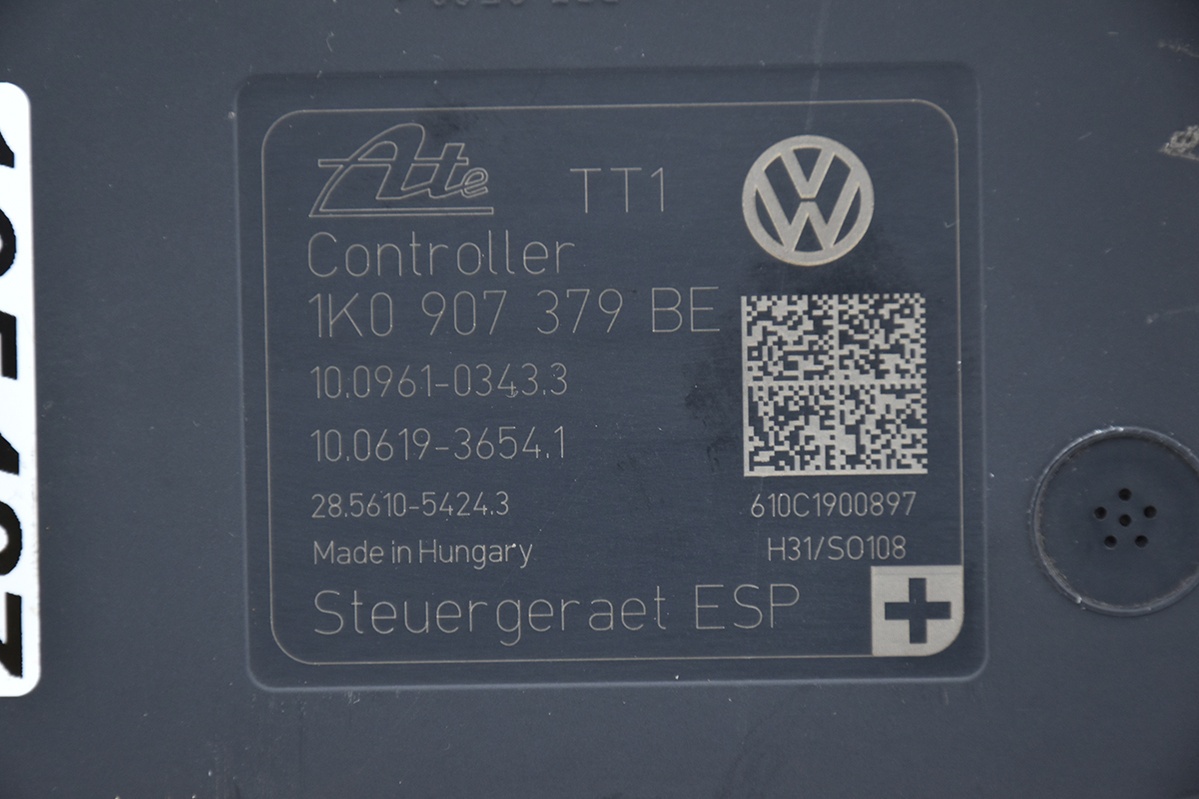 Ate TT1
Controller
1K0 907 379 BE
10.0961-0343.3
10.0619-3654.1
28.5610-5424.3
610C1900897
Made in Hungary
H31/SO108
Steuergeraet ESP